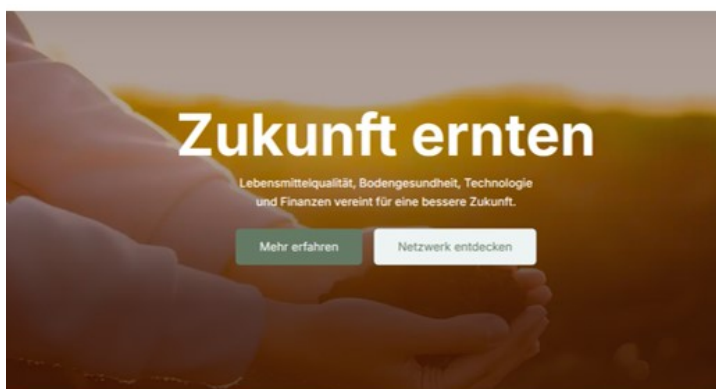 Zukunft ernten
Lebensmittelqualität, Bodengesundheit, Technologie
und Finanzen vereint für eine bessere Zukunft.
Mehr erfahren
Netzwerk entdecken